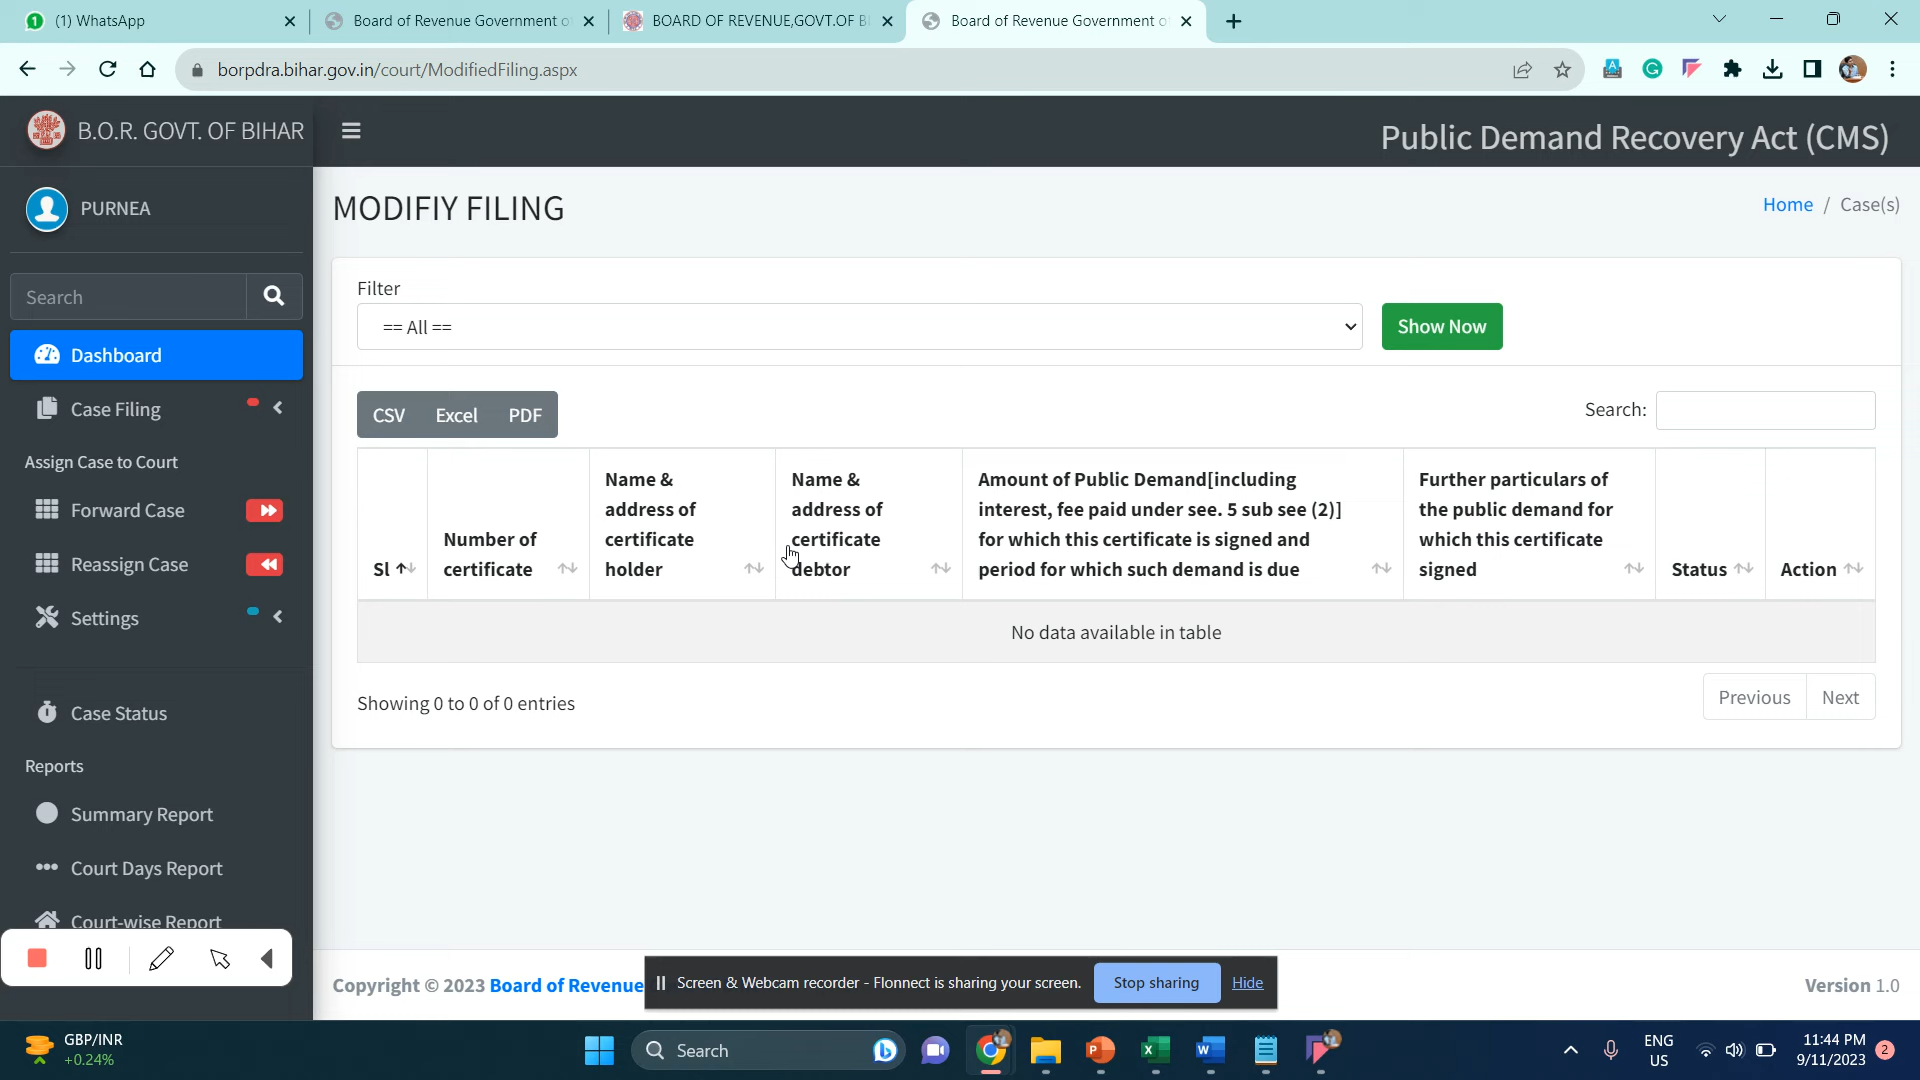 (1) WhatsApp
Board of Revenue Government o
BOARD OF REVENUE,GOVT.OF B
Board of Revenue Government o
borpdra.bihar.gov.in/court/ModifiedFiling.aspx
B.O.R. GOVT. OF BIHAR
Public Demand Recovery Act (CMS)
PURNEA
MODIFIY FILING
Home / Case(s)
Search
Filter
== All ==
Show Now
Dashboard
Case Filing
Assign Case to Court
Forward Case
Reassign Case
Settings
Case Status
Reports
Summary Report
Court Days Report
Court-wise Report
CSV Excel PDF
Search:
Sl
Number of
certificate
Name &
address of
certificate
holder
Name &
address of
certificate
debtor
Amount of Public Demand[including
interest, fee paid under see. 5 sub see (2)]
for which this certificate is signed and
period for which such demand is due
Further particulars of
the public demand for
which this certificate
signed
Status
Action
No data available in table
Showing 0 to 0 of 0 entries
Previous Next
Copyright © 2023 Board of Revenue
Version 1.0
Screen & Webcam recorder - Flonnect is sharing your screen.
Stop sharing
Hide
GBP/INR
+0.24%
Search
ENG
US
11:44 PM
9/11/2023
2